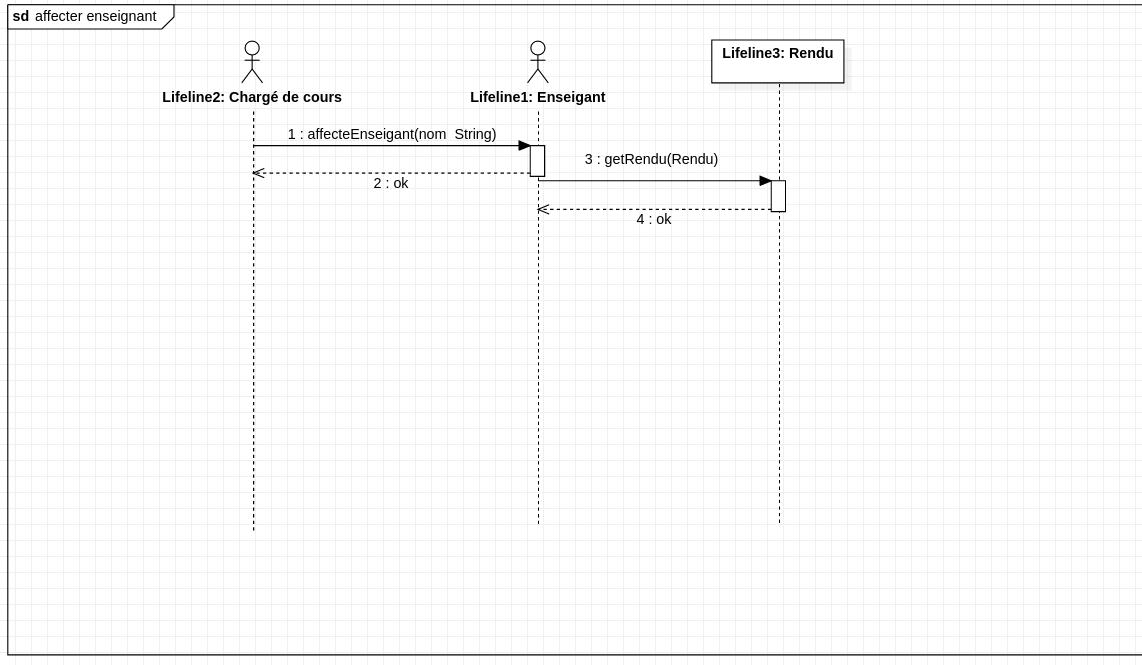 sd affecter enseignant
Lifeline2: Chargé de cours
Lifeline1: Enseigant
Lifeline3: Rendu
1 : affecteEnseigant(nom  String)
3 : getRendu(Rendu)
2 : ok
4 : ok